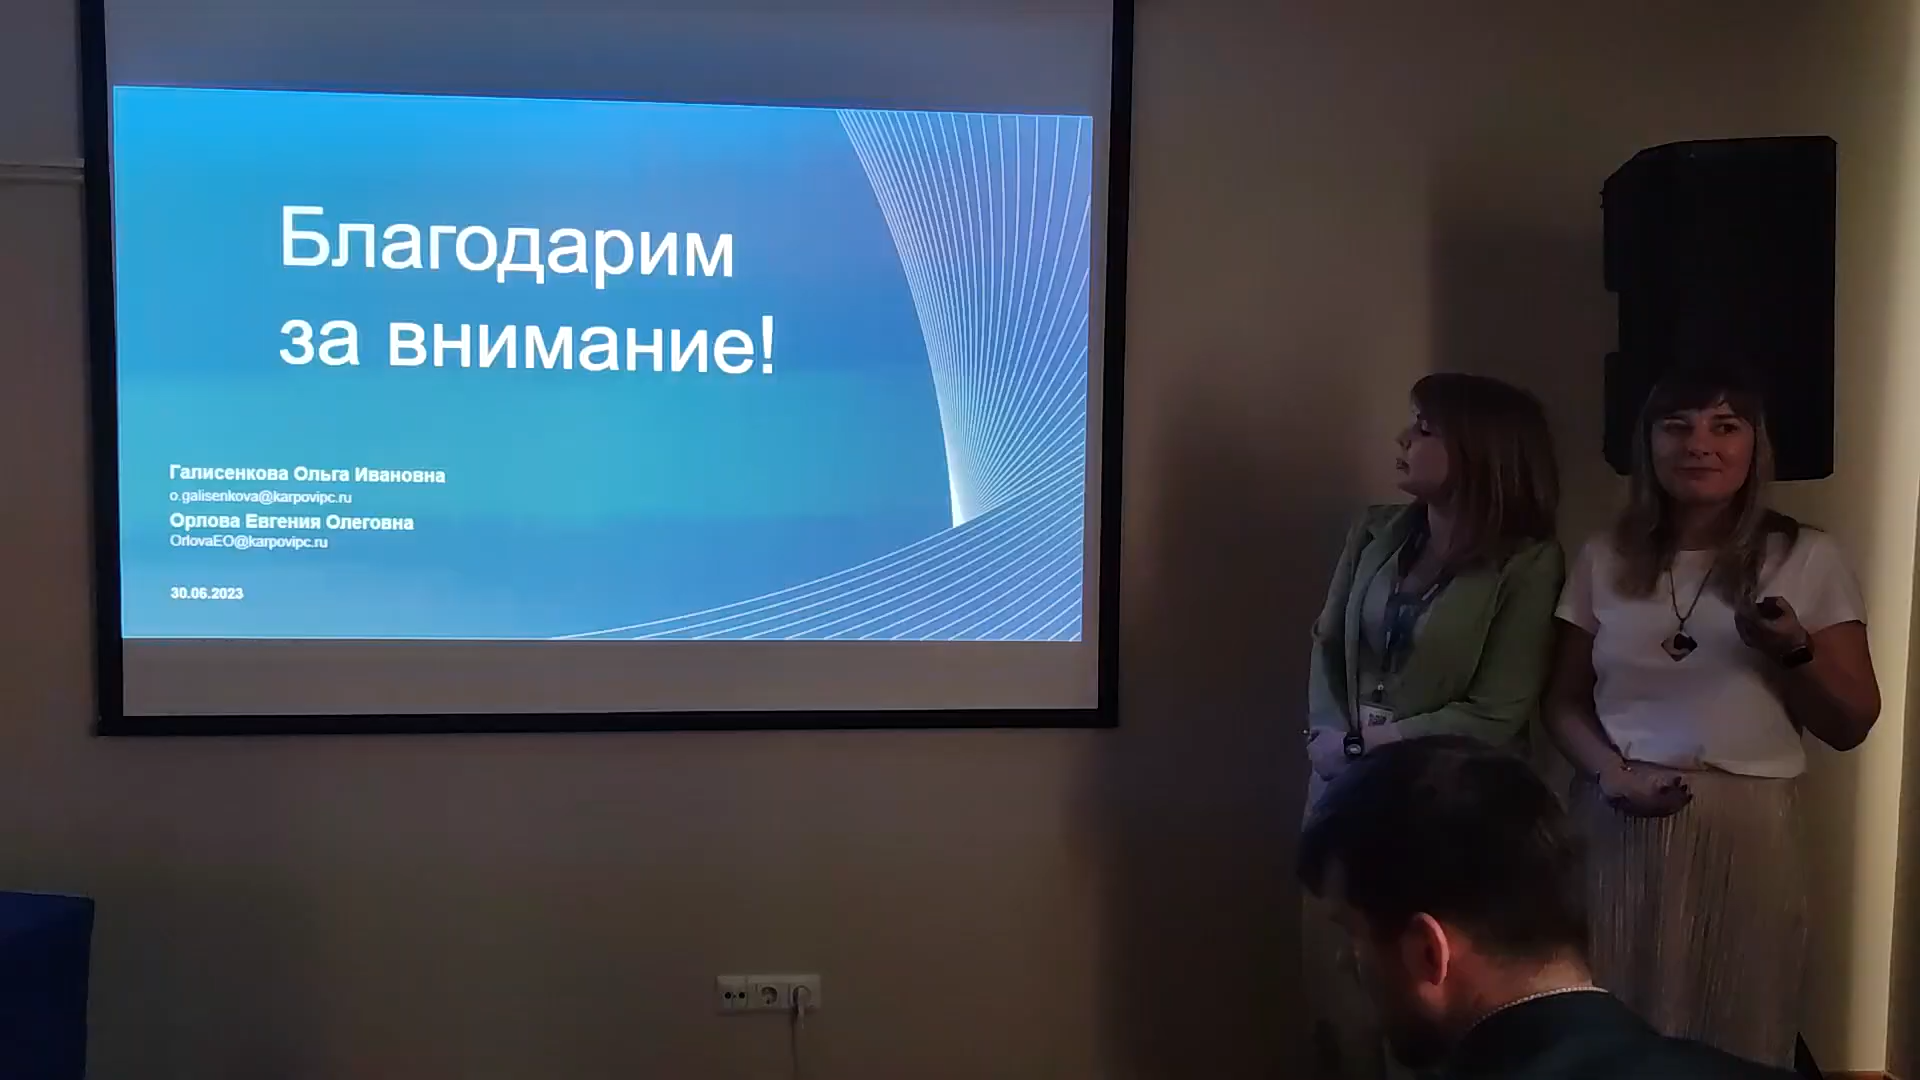 Благодарим
за внимание!
Галисенкова Ольга Ивановна
o.galisenkova@karpovipc.ru
Орлова Евгения Олеговна
OrlovaEO@karpovipc.ru
30.06.2023